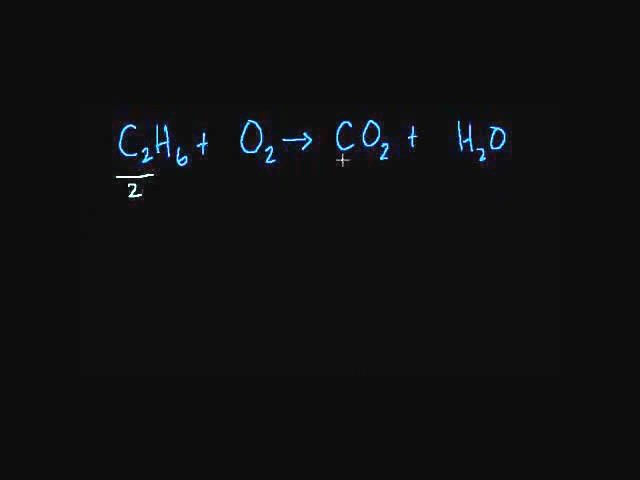 C₂H₆ + O₂ → CO₂ + H₂O
2